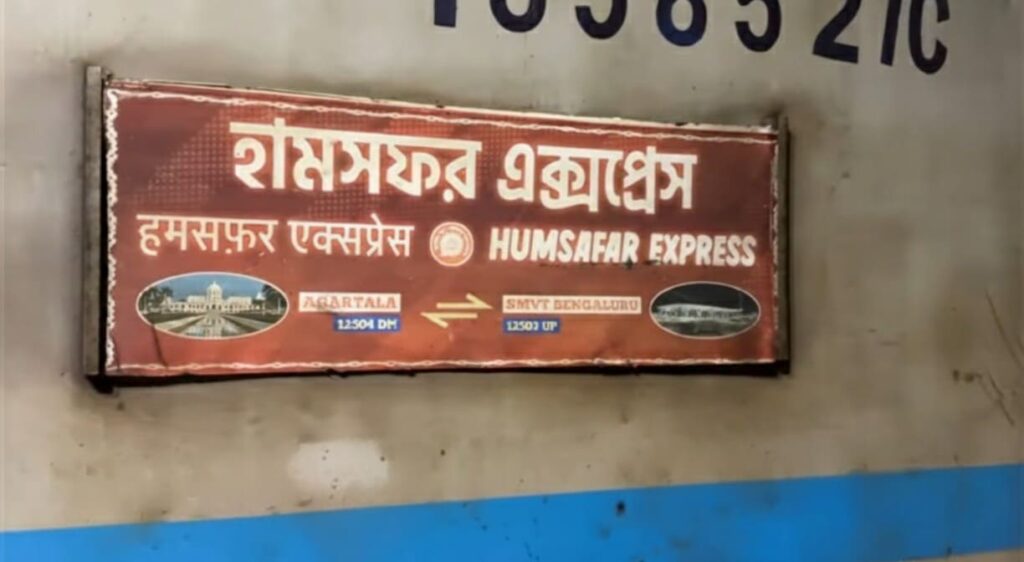 হামসফর এক্সপ্রেস
हमसफ़र एक्सप्रेस HUMSAFAR EXPRESS
AGARTALA SMVT BENGALURU
12504 DN 12503 UP